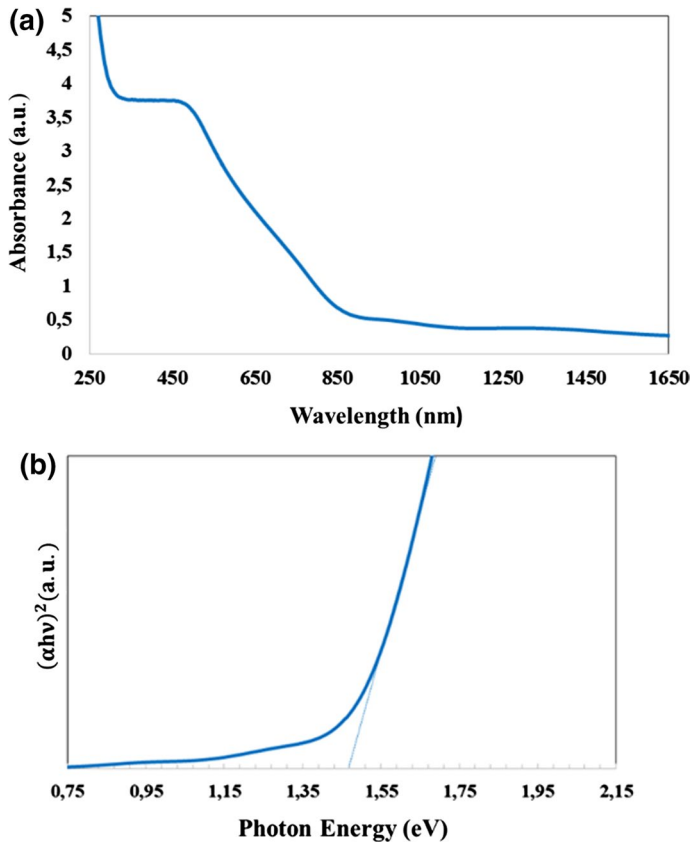 (a)
5
4,5
4
3,5
3
2,5
2
1,5
1
0,5
0
Absorbance (a.u.)
250 450 650 850 1050 1250 1450 1650
Wavelength (nm)
(b)
(αhν)² (a.u.)
0,75 0,95 1,15 1,35 1,55 1,75 1,95 2,15
Photon Energy (eV)